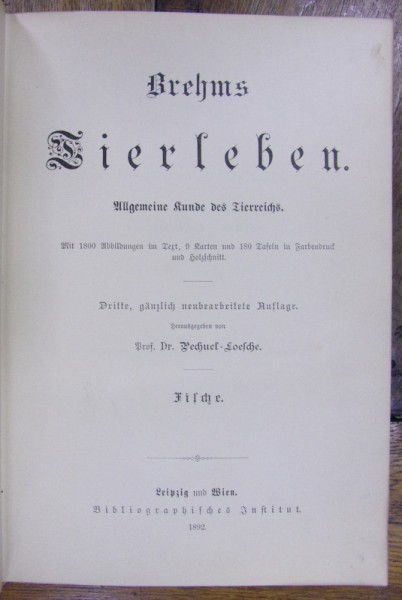 Brehms
Tierleben.
Allgemeine Kunde des Tierreichs.
Mit 1800 Abbildungen im Text, 9 Karten und 180 Tafeln in Farbendruck
und Holzschnitt.
Dritte, gänzlich neubearbeitete Auflage.
Herausgegeben von
Prof. Dr. Pechuel-Loesche.
Fische.
Leipzig und Wien.
Bibliographisches Institut.
1892.